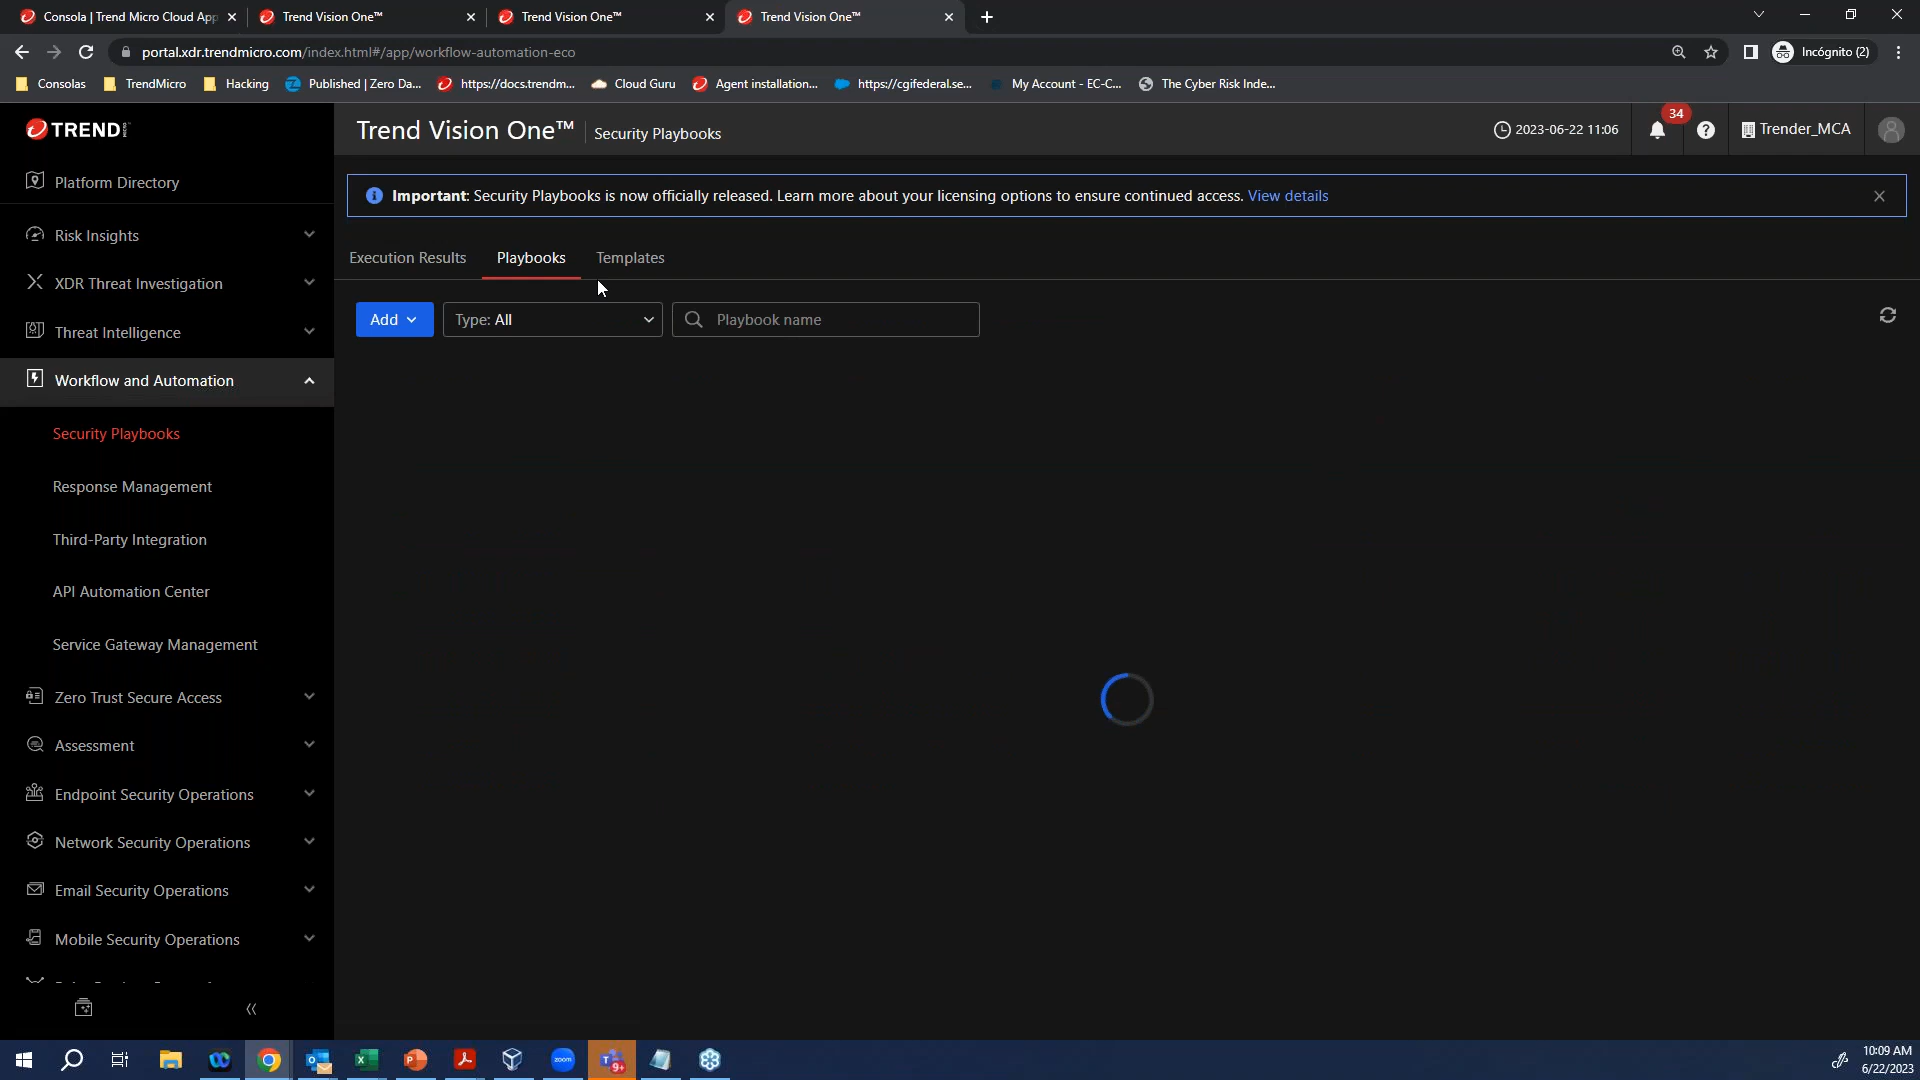 Consola | Trend Micro Cloud App
Trend Vision One™
Trend Vision One™
Trend Vision One™
portal.xdr.trendmicro.com/index.html#/app/workflow-automation-eco
Incógnito (2)
Consolas
TrendMicro
Hacking
Published | Zero Da...
https://docs.trendm...
Cloud Guru
Agent installation...
https://cgifederal.se...
My Account - EC-C...
The Cyber Risk Inde...
TREND MICRO
Trend Vision One™
Security Playbooks
2023-06-22 11:06
34
Trender_MCA
Platform Directory
Risk Insights
XDR Threat Investigation
Threat Intelligence
Workflow and Automation
Security Playbooks
Response Management
Third-Party Integration
API Automation Center
Service Gateway Management
Zero Trust Secure Access
Assessment
Endpoint Security Operations
Network Security Operations
Email Security Operations
Mobile Security Operations
Important: Security Playbooks is now officially released. Learn more about your licensing options to ensure continued access. View details
Execution Results
Playbooks
Templates
Add
Type: All
Playbook name
zoom
9+
10:09 AM
6/22/2023